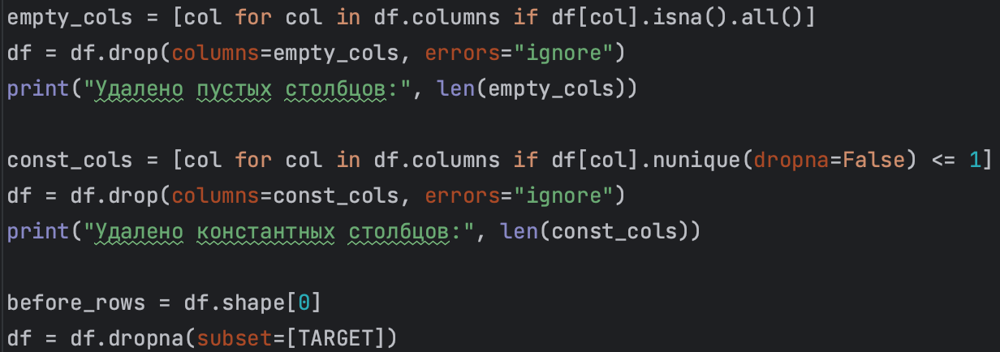 empty_cols = [col for col in df.columns if df[col].isna().all()]
df = df.drop(columns=empty_cols, errors="ignore")
print("Удалено пустых столбцов:", len(empty_cols))
const_cols = [col for col in df.columns if df[col].nunique(dropna=False) <= 1]
df = df.drop(columns=const_cols, errors="ignore")
print("Удалено константных столбцов:", len(const_cols))
before_rows = df.shape[0]
df = df.dropna(subset=[TARGET])